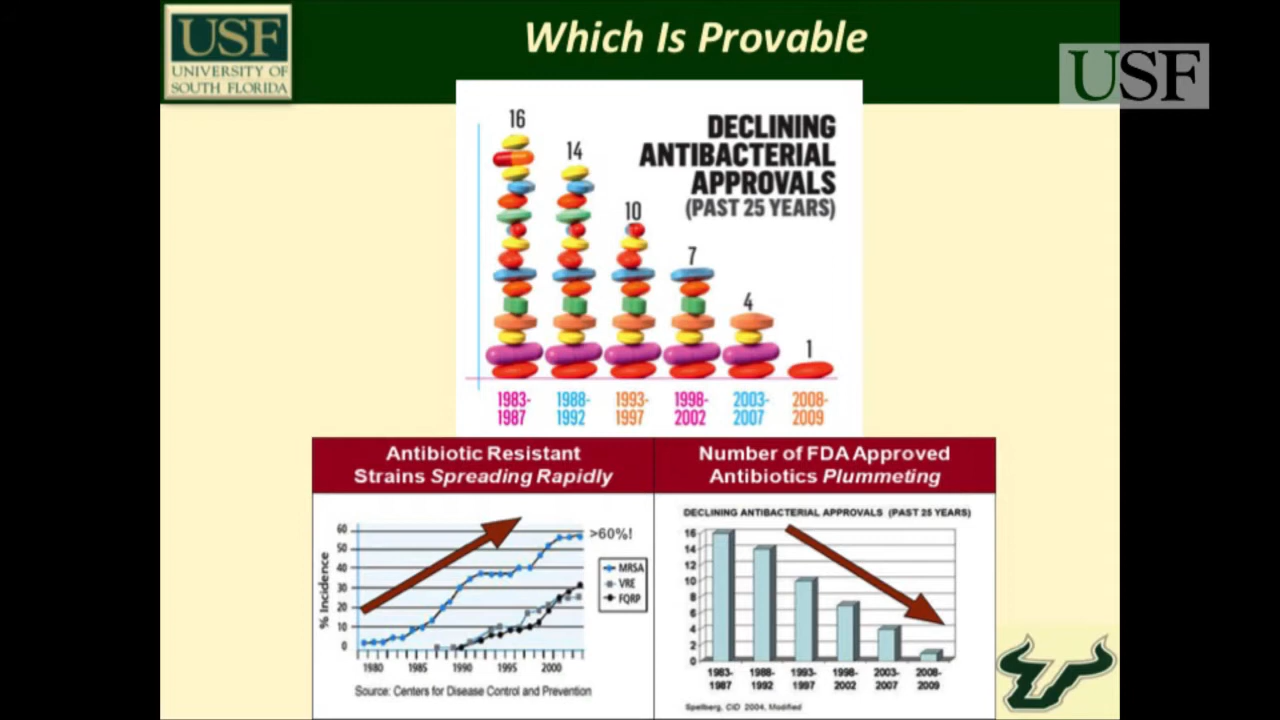 USF
UNIVERSITY OF
SOUTH FLORIDA
Which Is Provable
USF
DECLINING
ANTIBACTERIAL
APPROVALS
(PAST 25 YEARS)
16
14
10
7
4
1
1983-
1987
1988-
1992
1993-
1997
1998-
2002
2003-
2007
2008-
2009
Antibiotic Resistant
Strains Spreading Rapidly
% Incidence
60
50
40
30
20
10
0
>60%!
MRSA
VRE
FQRP
1980 1985 1990 1995 2000
Source: Centers for Disease Control and Prevention
Number of FDA Approved
Antibiotics Plummeting
DECLINING ANTIBACTERIAL APPROVALS (PAST 25 YEARS)
16
14
12
10
8
6
4
2
0
1983-
1987
1988-
1992
1993-
1997
1998-
2002
2003-
2007
2008-
2009
Spellberg, CID 2004, Modified